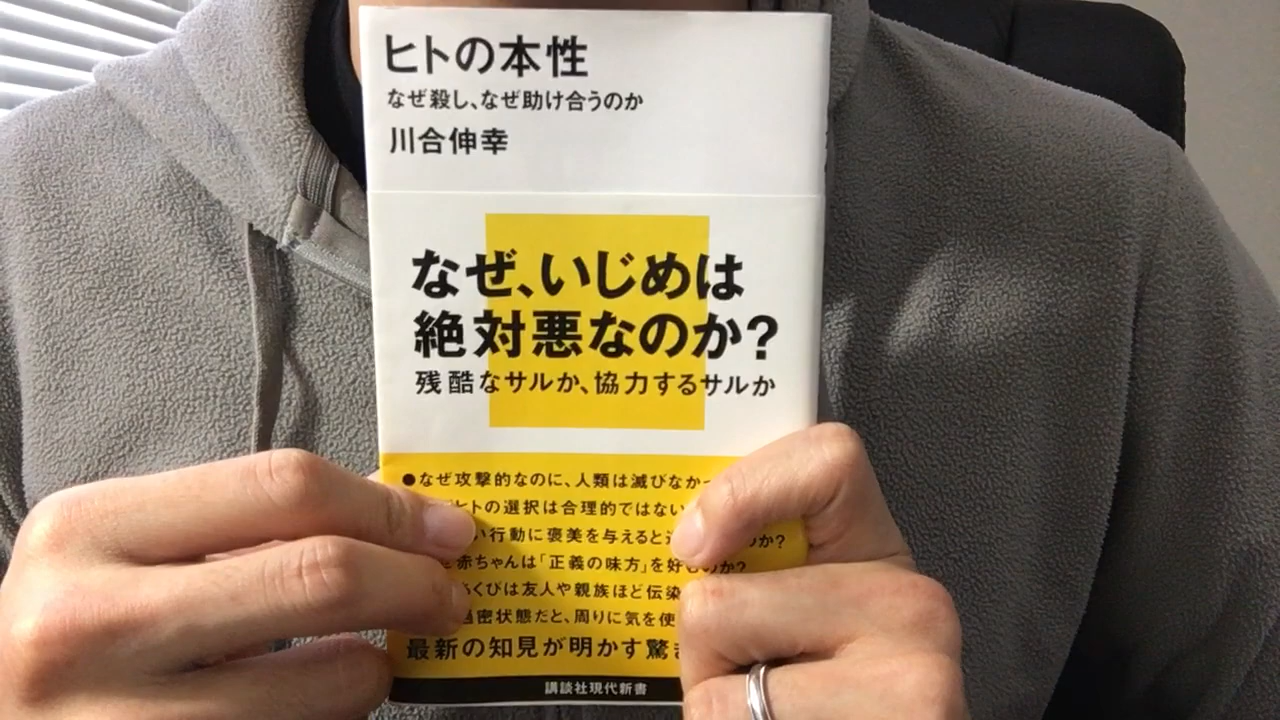 ヒトの本性
なぜ殺し、なぜ助け合うのか
川合伸幸
なぜ、いじめは
絶対悪なのか?
残酷なサルか、協力するサルか
●なぜ攻撃的なのに、人類は滅びなか
ヒトの選択は合理的ではない
い行動に褒美を与えると のか?
赤ちゃんは「正義の味方」を好むのか?
くびは友人や親族ほど伝染
密状態だと、周りに気を使
最新の知見が明かす驚
講談社現代新書